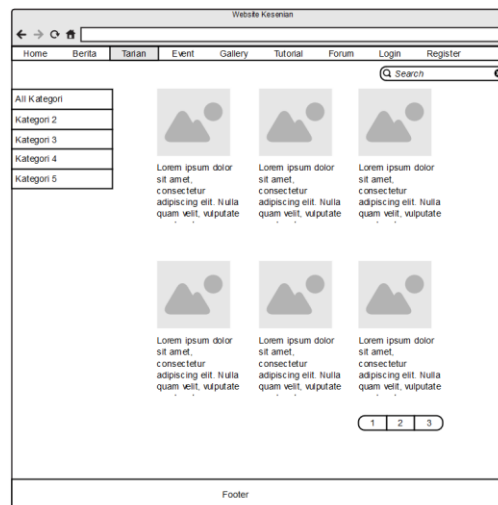 Website Kesenian
Home Berita Tarian Event Gallery Tutorial Forum Login Register
Search
All Kategori
Kategori 2
Kategori 3
Kategori 4
Kategori 5
Lorem ipsum dolor
sit amet,
consectetur
adipiscing elit. Nulla
quam velit, vulputate
Lorem ipsum dolor
sit amet,
consectetur
adipiscing elit. Nulla
quam velit, vulputate
Lorem ipsum dolor
sit amet,
consectetur
adipiscing elit. Nulla
quam velit, vulputate
Lorem ipsum dolor
sit amet,
consectetur
adipiscing elit. Nulla
quam velit, vulputate
Lorem ipsum dolor
sit amet,
consectetur
adipiscing elit. Nulla
quam velit, vulputate
Lorem ipsum dolor
sit amet,
consectetur
adipiscing elit. Nulla
quam velit, vulputate
1 2 3
Footer